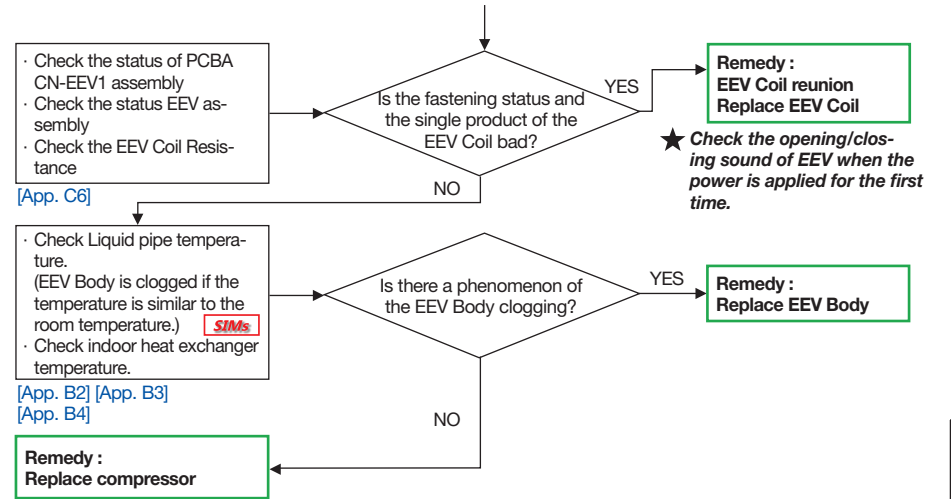 · Check the status of PCBA
CN-EEV1 assembly
· Check the status EEV as-
sembly
· Check the EEV Coil Resis-
tance
[App. C6]
Is the fastening status and
the single product of the
EEV Coil bad?
YES
Remedy :
EEV Coil reunion
Replace EEV Coil
★ Check the opening/clos-
ing sound of EEV when the
power is applied for the first
time.
NO
· Check Liquid pipe tempera-
ture.
(EEV Body is clogged if the
temperature is similar to the
room temperature.) SIMs
· Check indoor heat exchanger
temperature.
[App. B2] [App. B3]
[App. B4]
Is there a phenomenon of
the EEV Body clogging?
YES
Remedy :
Replace EEV Body
NO
Remedy :
Replace compressor